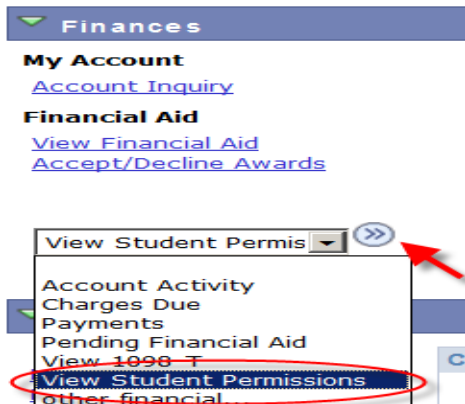 Finances
My Account
Account Inquiry
Financial Aid
View Financial Aid
Accept/Decline Awards
View Student Permis
Account Activity
Charges Due
Payments
Pending Financial Aid
View 1098-T
View Student Permissions
other financial...